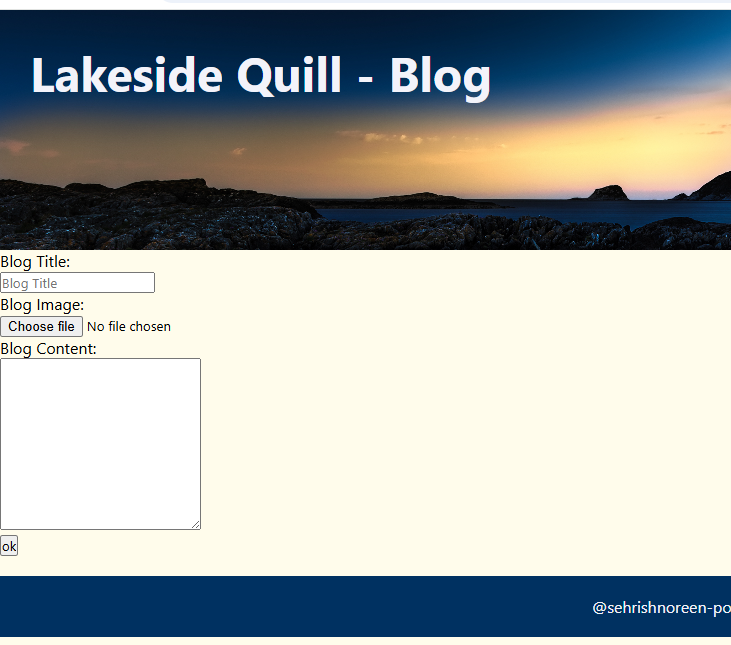 Lakeside Quill - Blog
Blog Title:
Blog Title
Blog Image:
Choose file No file chosen
Blog Content:
ok
@sehrishnoreen-po